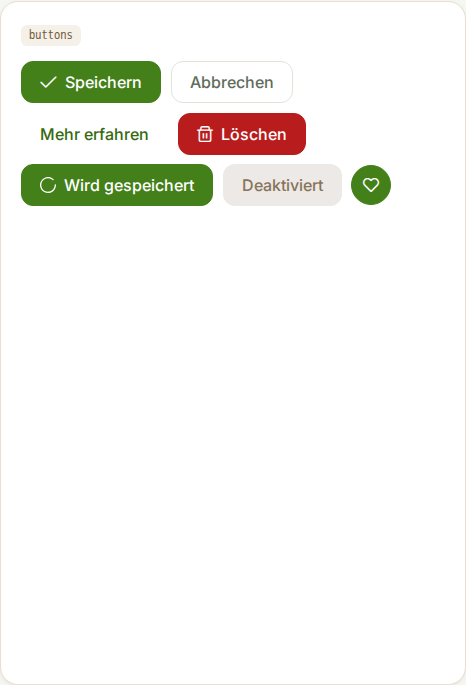 buttons
Speichern
Abbrechen
Mehr erfahren
Löschen
Wird gespeichert
Deaktiviert